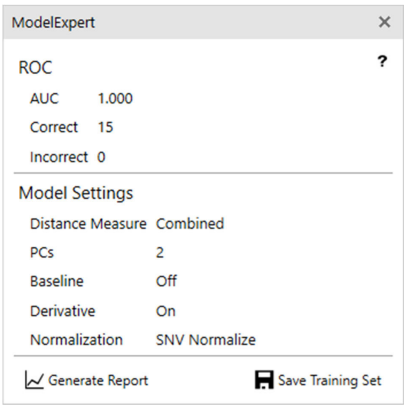 ModelExpert ×
ROC ?
AUC 1.000
Correct 15
Incorrect 0
Model Settings
Distance Measure Combined
PCs 2
Baseline Off
Derivative On
Normalization SNV Normalize
Generate Report Save Training Set